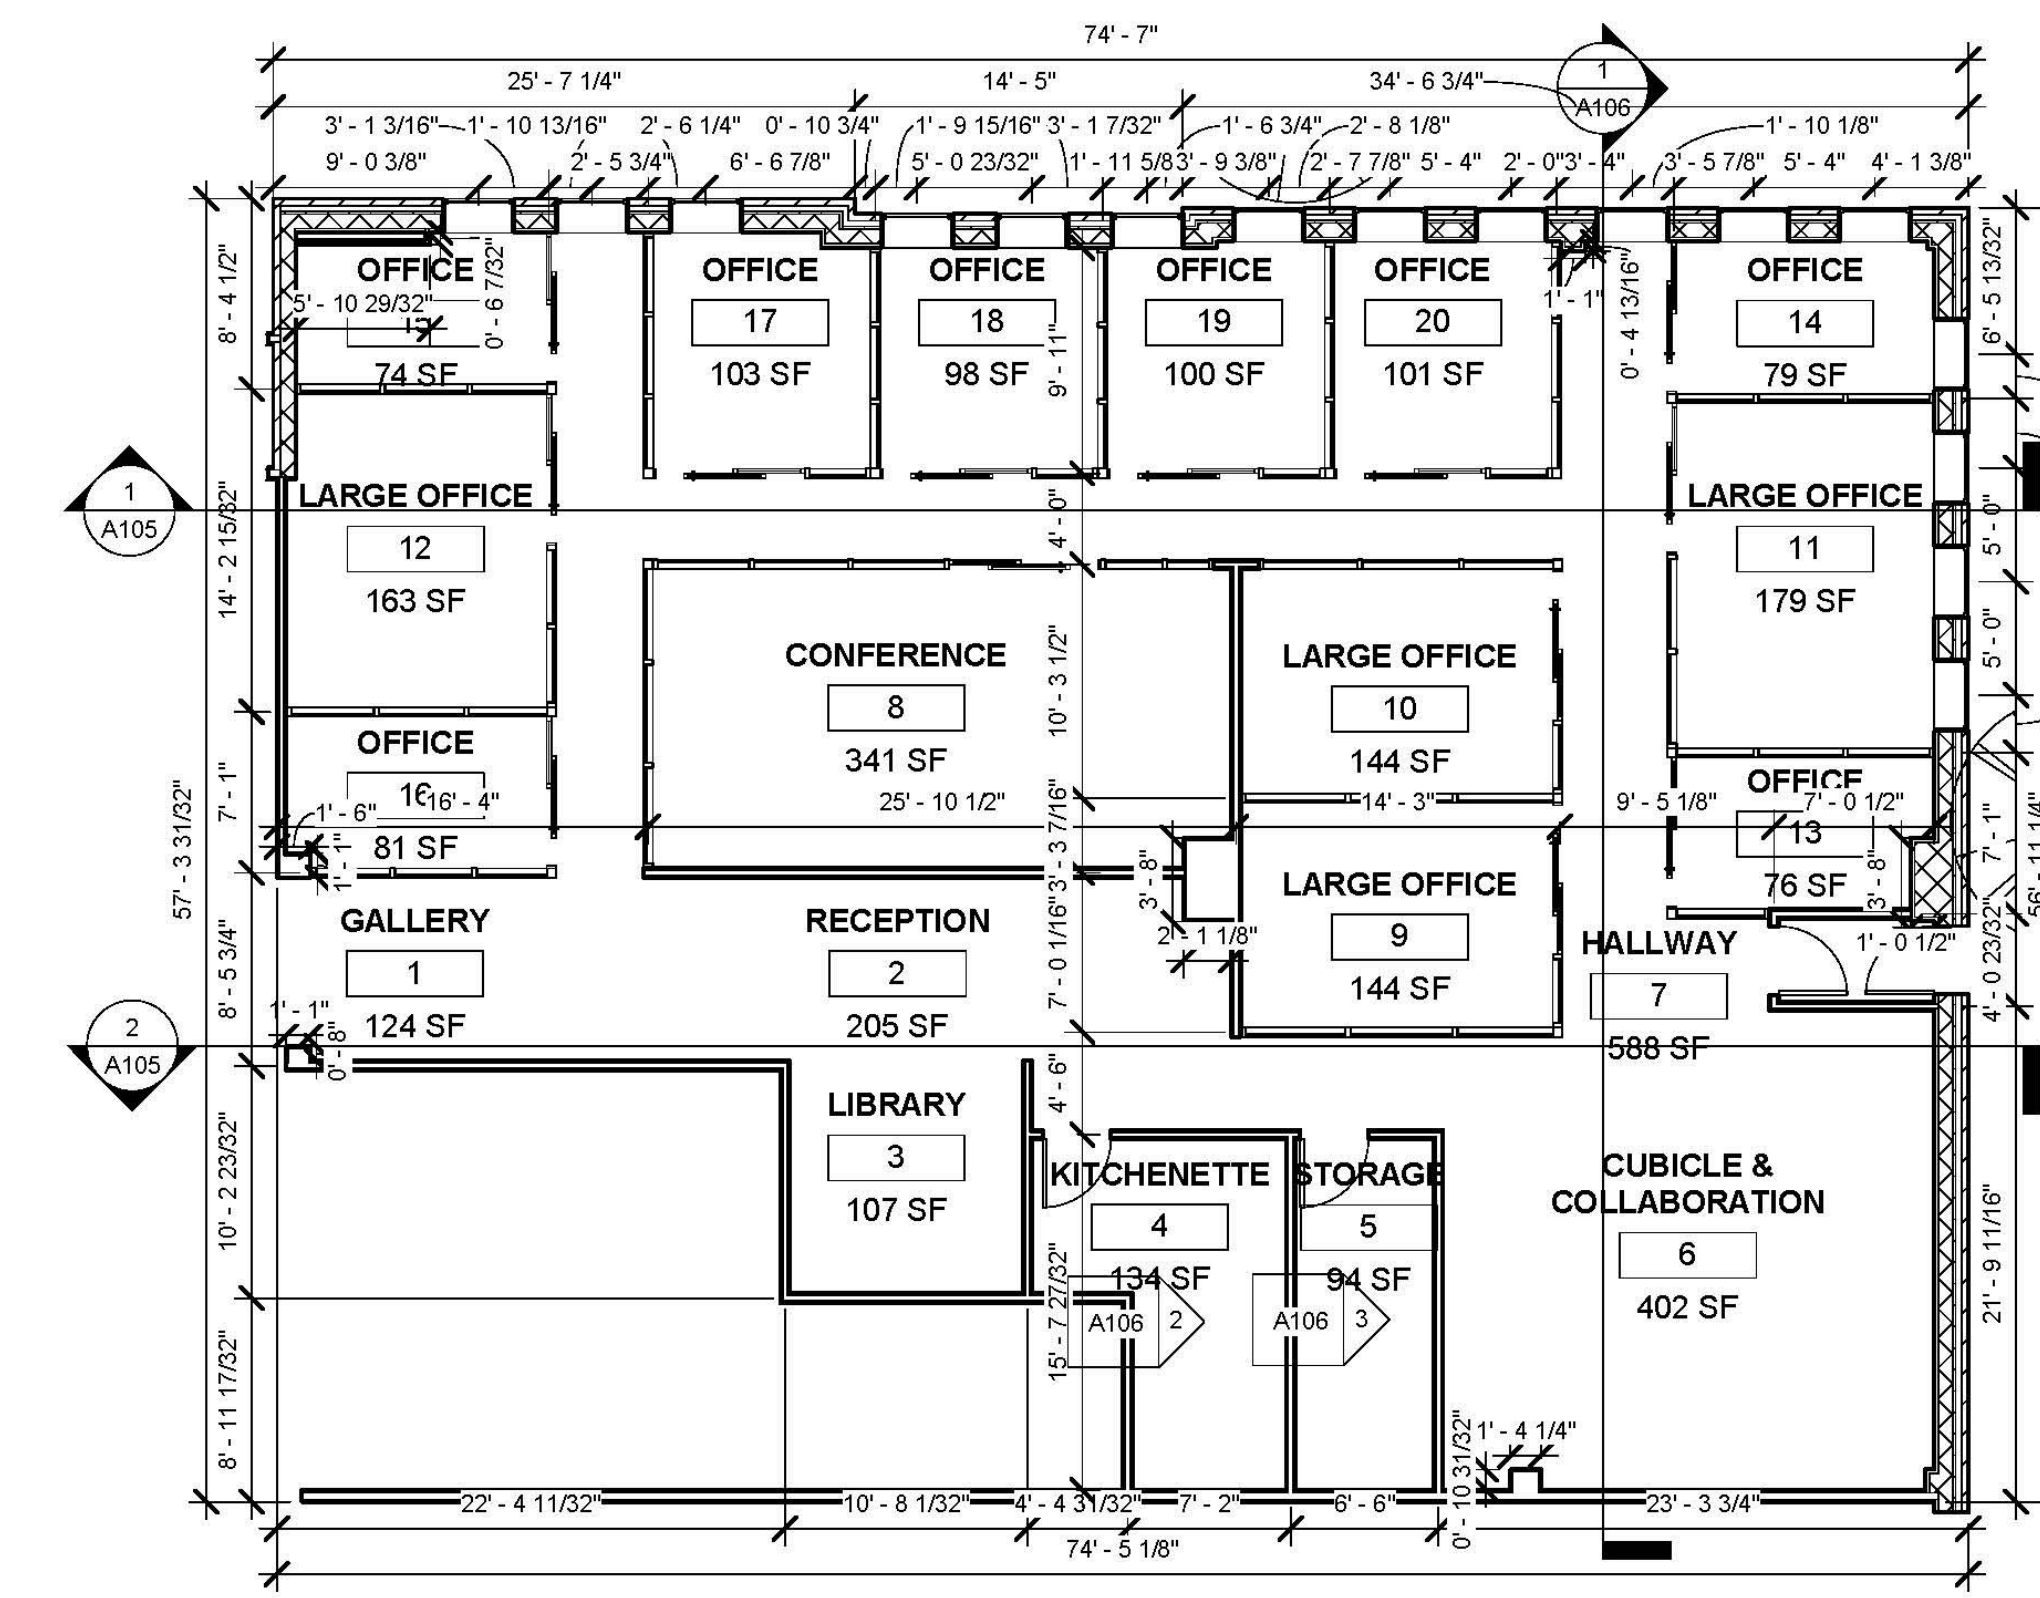 74' - 7"
25' - 7 1/4"
14' - 5"
34' - 6 3/4"
1
A106
3' - 1 3/16"
1' - 10 13/16"
2' - 6 1/4"
0' - 10 3/4"
1' - 9 15/16"
3' - 1 7/32"
1' - 6 3/4"
2' - 8 1/8"
1' - 10 1/8"
9' - 0 3/8"
2' - 5 3/4"
6' - 6 7/8"
5' - 0 23/32"
1' - 11 5/8
3' - 9 3/8"
2' - 7 7/8"
5' - 4"
2' - 0"
3' - 4"
3' - 5 7/8"
5' - 4"
4' - 1 3/8"
8' - 4 1/2"
OFFICE
5' - 10 29/32"
15
74 SF
0' - 6 7/32"
OFFICE
17
103 SF
OFFICE
18
98 SF
9' - 11"
OFFICE
19
100 SF
OFFICE
20
101 SF
1' - 1"
0' - 4 13/16"
OFFICE
14
79 SF
6' - 5 13/32"
1
A105
14' - 2 15/32"
LARGE OFFICE
12
163 SF
4' - 0"
LARGE OFFICE
11
179 SF
5' - 0"
5' - 0"
CONFERENCE
8
341 SF
25' - 10 1/2"
10' - 3 1/2"
LARGE OFFICE
10
144 SF
14' - 3"
9' - 5 1/8"
OFFICE
16
16' - 4"
1' - 6"
81 SF
1' - 1"
7' - 1"
57' - 3 31/32"
3' - 3 7/16"
3' - 8"
2' - 1 1/8"
OFFICE
7' - 0 1/2"
13
76 SF
3' - 8"
7' - 1"
56' - 11 1/4"
LARGE OFFICE
9
144 SF
GALLERY
1
124 SF
8' - 5 3/4"
1' - 1"
0' - 8"
RECEPTION
2
205 SF
7' - 0 1/16"
HALLWAY
7
588 SF
1' - 0 1/2"
4' - 0 23/32"
2
A105
LIBRARY
3
107 SF
4' - 6"
10' - 2 23/32"
KITCHENETTE
4
134 SF
STORAGE
5
94 SF
CUBICLE &
COLLABORATION
6
402 SF
21' - 9 11/16"
15' - 7 27/32"
A106
2
A106
3
8' - 11 17/32"
0' - 10 31/32"
1' - 4 1/4"
22' - 4 11/32"
10' - 8 1/32"
4' - 4 31/32"
7' - 2"
6' - 6"
23' - 3 3/4"
74' - 5 1/8"